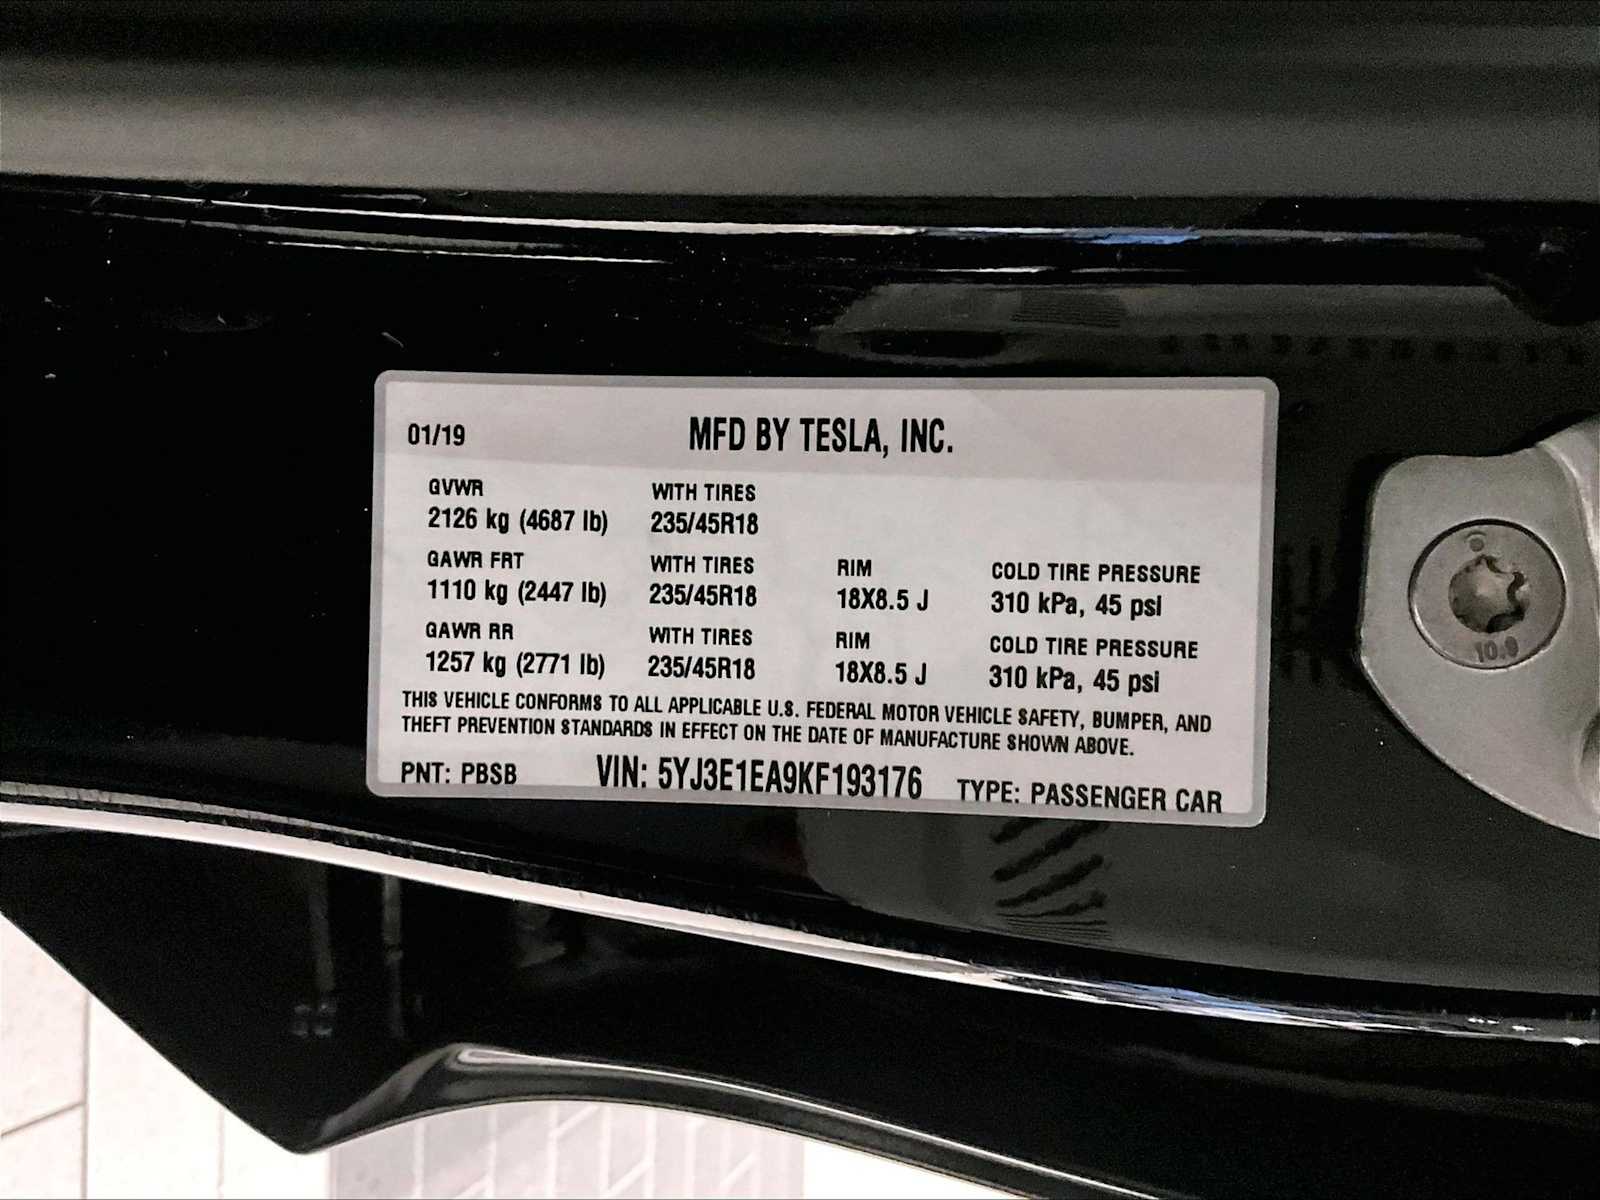 01/19 MFD BY TESLA, INC.
GVWR WITH TIRES
2126 kg (4687 lb) 235/45R18
GAWR FRT WITH TIRES RIM COLD TIRE PRESSURE
1110 kg (2447 lb) 235/45R18 18X8.5 J 310 kPa, 45 psi
GAWR RR WITH TIRES RIM COLD TIRE PRESSURE
1257 kg (2771 lb) 235/45R18 18X8.5 J 310 kPa, 45 psi
THIS VEHICLE CONFORMS TO ALL APPLICABLE U.S. FEDERAL MOTOR VEHICLE SAFETY, BUMPER, AND
THEFT PREVENTION STANDARDS IN EFFECT ON THE DATE OF MANUFACTURE SHOWN ABOVE.
PNT: PBSB VIN: 5YJ3E1EA9KF193176 TYPE: PASSENGER CAR
10.9